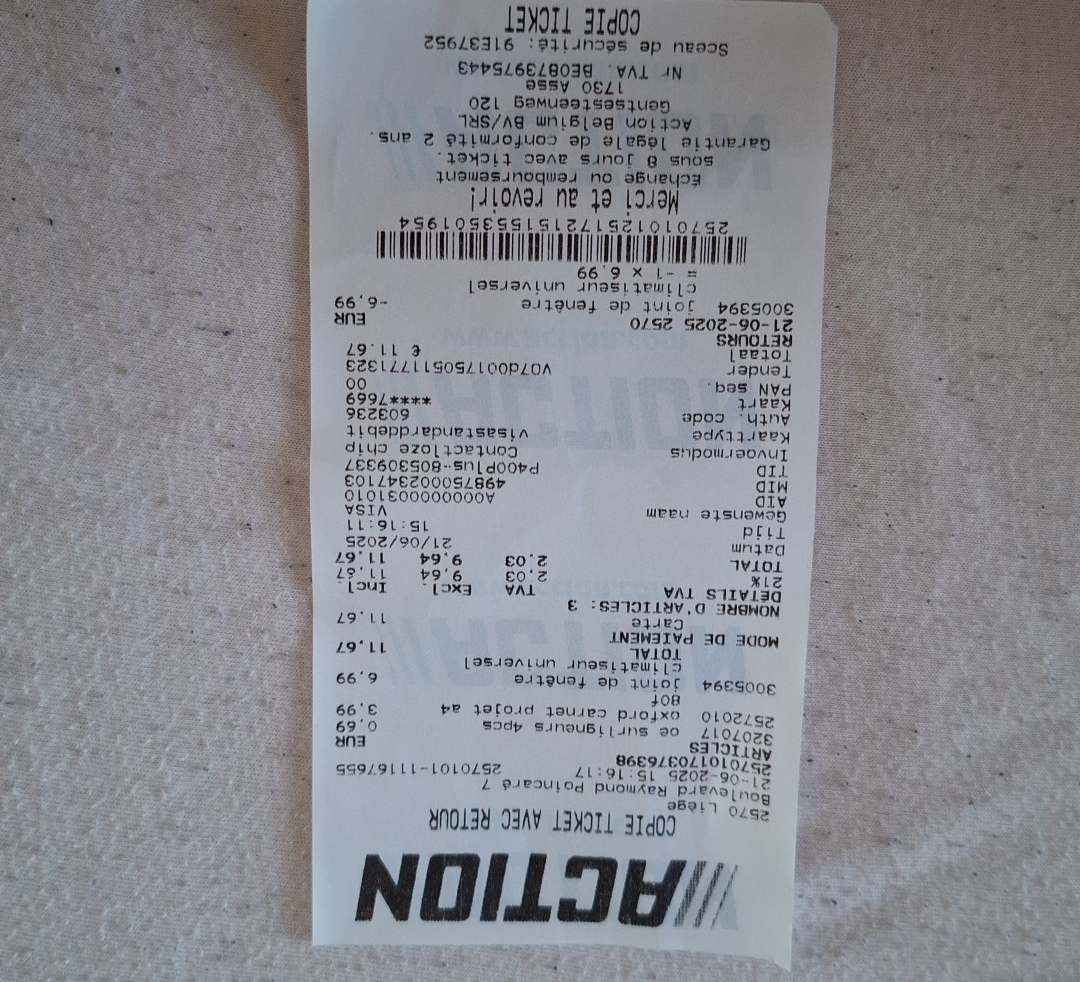 ACTION
COPIE TICKET AVEC RETOUR
2570 Liège
Boulevard Raymond Poincaré 7
21-06-2025 15:16:17 2570101-11167655
2570101170376398
ARTICLES EUR
3207017 oe surligneurs 4pcs 0,69
2572010 oxford carnet projet a4 3,99
80f
3005394 joint de fenêtre 6,99
climatiseur universel
TOTAL 11,67
MODE DE PAIEMENT
Carte 11,67
NOMBRE D'ARTICLES: 3
DÉTAILS TVA TVA Excl. Incl.
21% 2,03 9,64 11,67
TOTAL 2,03 9,64 11,67
Datum 21/06/2025
Tijd 15:16:11
Gewenste naam VISA
AID A0000000031010
MID 498750002347103
TID P400Plus-805309337
Invoermodus Contactloze chip
Kaarttype visastandarddebit
Auth. code 603236
Kaart ****7669
PAN seq. 00
Tender V07d001750511771323
Totaal € 11.67
RETOURS
21-06-2025 2570 EUR
3005394 joint de fenêtre -6,99
climatiseur universel
= -1 x 6,99
Merci et au revoir!
Échange ou remboursement
sous 8 jours avec ticket.
Garantie légale de conformité 2 ans.
Action Belgium BV/SRL
Gentsesteenweg 120
1730 Asse
Nr TVA. BE0873975443
Sceau de sécurité: 91E37952
COPIE TICKET